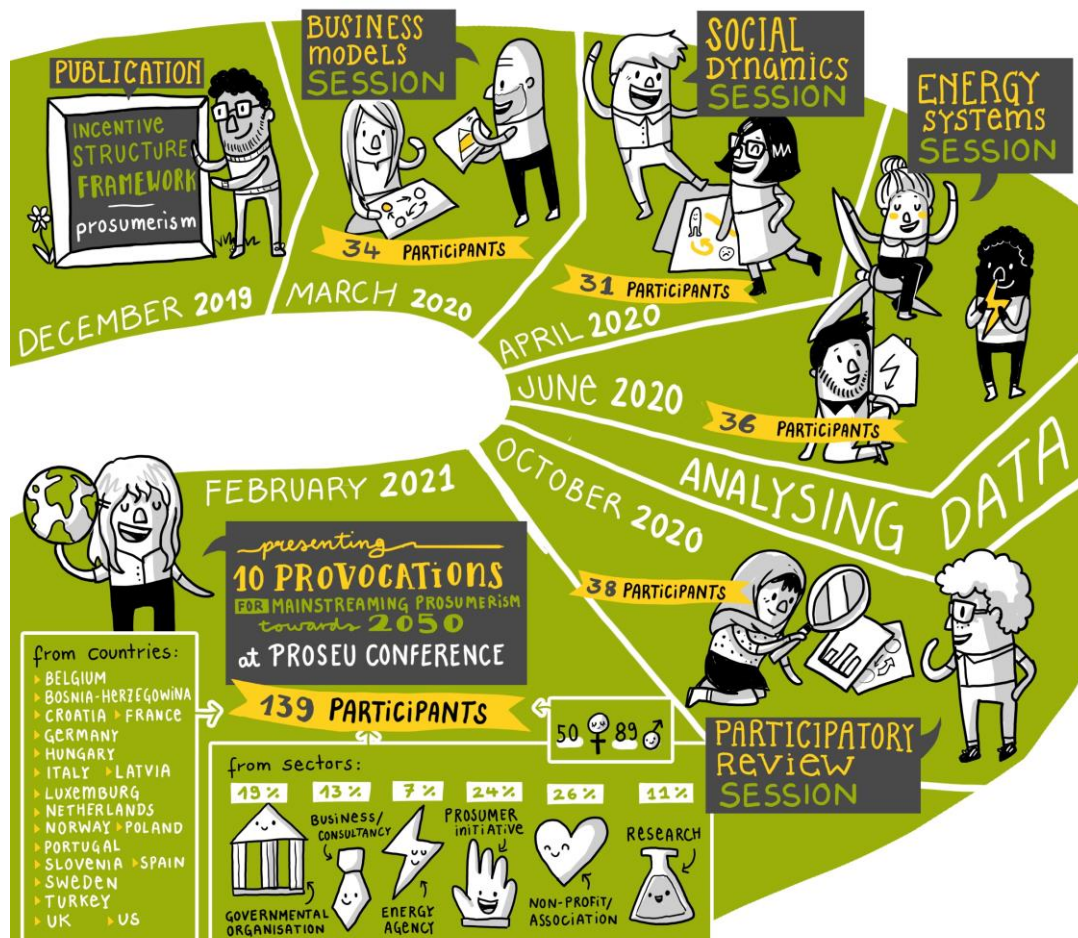 PUBLICATION
INCENTIVE
STRUCTURE
FRAMEWORK
prosumerism
DECEMBER 2019
BUSINESS
MODELS
SESSION
34 PARTICIPANTS
MARCH 2020
SOCIAL
DYNAMICS
SESSION
31 PARTICIPANTS
APRIL 2020
ENERGY
SYSTEMS
SESSION
36 PARTICIPANTS
JUNE 2020
ANALYSING DATA
OCTOBER 2020
38 PARTICIPANTS
PARTICIPATORY
REVIEW
SESSION
FEBRUARY 2021
presenting
10 PROVOCATIONS
FOR MAINSTREAMING PROSUMERISM
towards 2050
at PROSEU CONFERENCE
139 PARTICIPANTS
50 ♀ 89 ♂
from countries:
BELGIUM
BOSNIA-HERZEGOWINA
CROATIA FRANCE
GERMANY
HUNGARY
ITALY LATVIA
LUXEMBURG
NETHERLANDS
NORWAY POLAND
PORTUGAL
SLOVENIA SPAIN
SWEDEN
TURKEY
UK US
from sectors:
19% 13% 7% 24% 26% 11%
GOVERNMENTAL
ORGANISATION
BUSINESS/
CONSULTANCY
ENERGY
AGENCY
PROSUMER
INITIATIVE
NON-PROFIT/
ASSOCIATION
RESEARCH